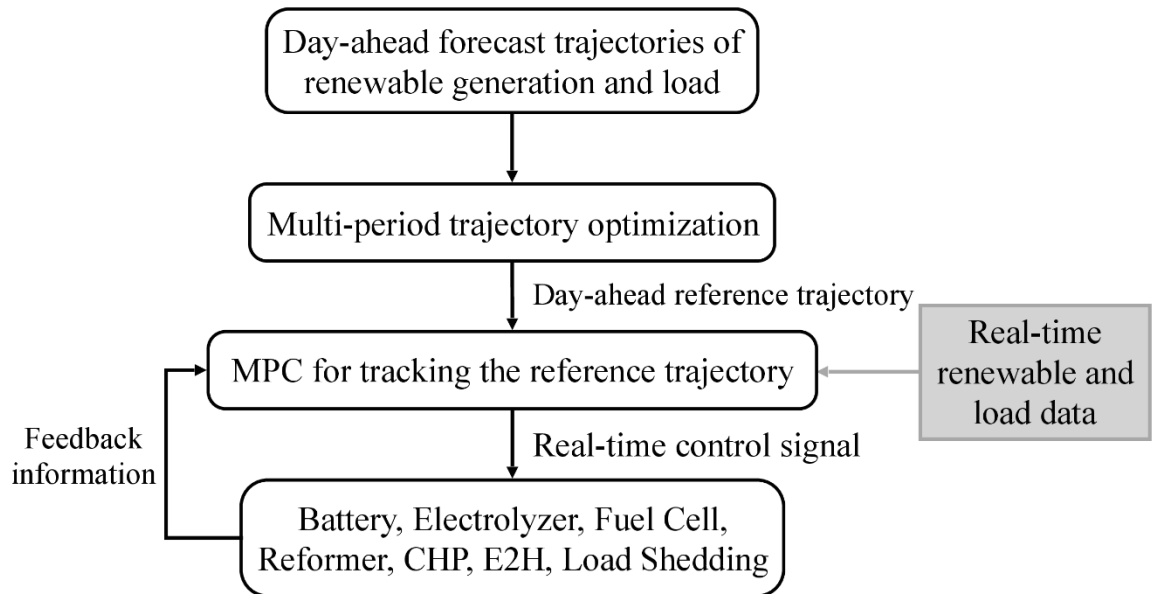 Day-ahead forecast trajectories of
renewable generation and load
Multi-period trajectory optimization
Day-ahead reference trajectory
MPC for tracking the reference trajectory
Real-time
renewable and
load data
Feedback
information
Real-time control signal
Battery, Electrolyzer, Fuel Cell,
Reformer, CHP, E2H, Load Shedding